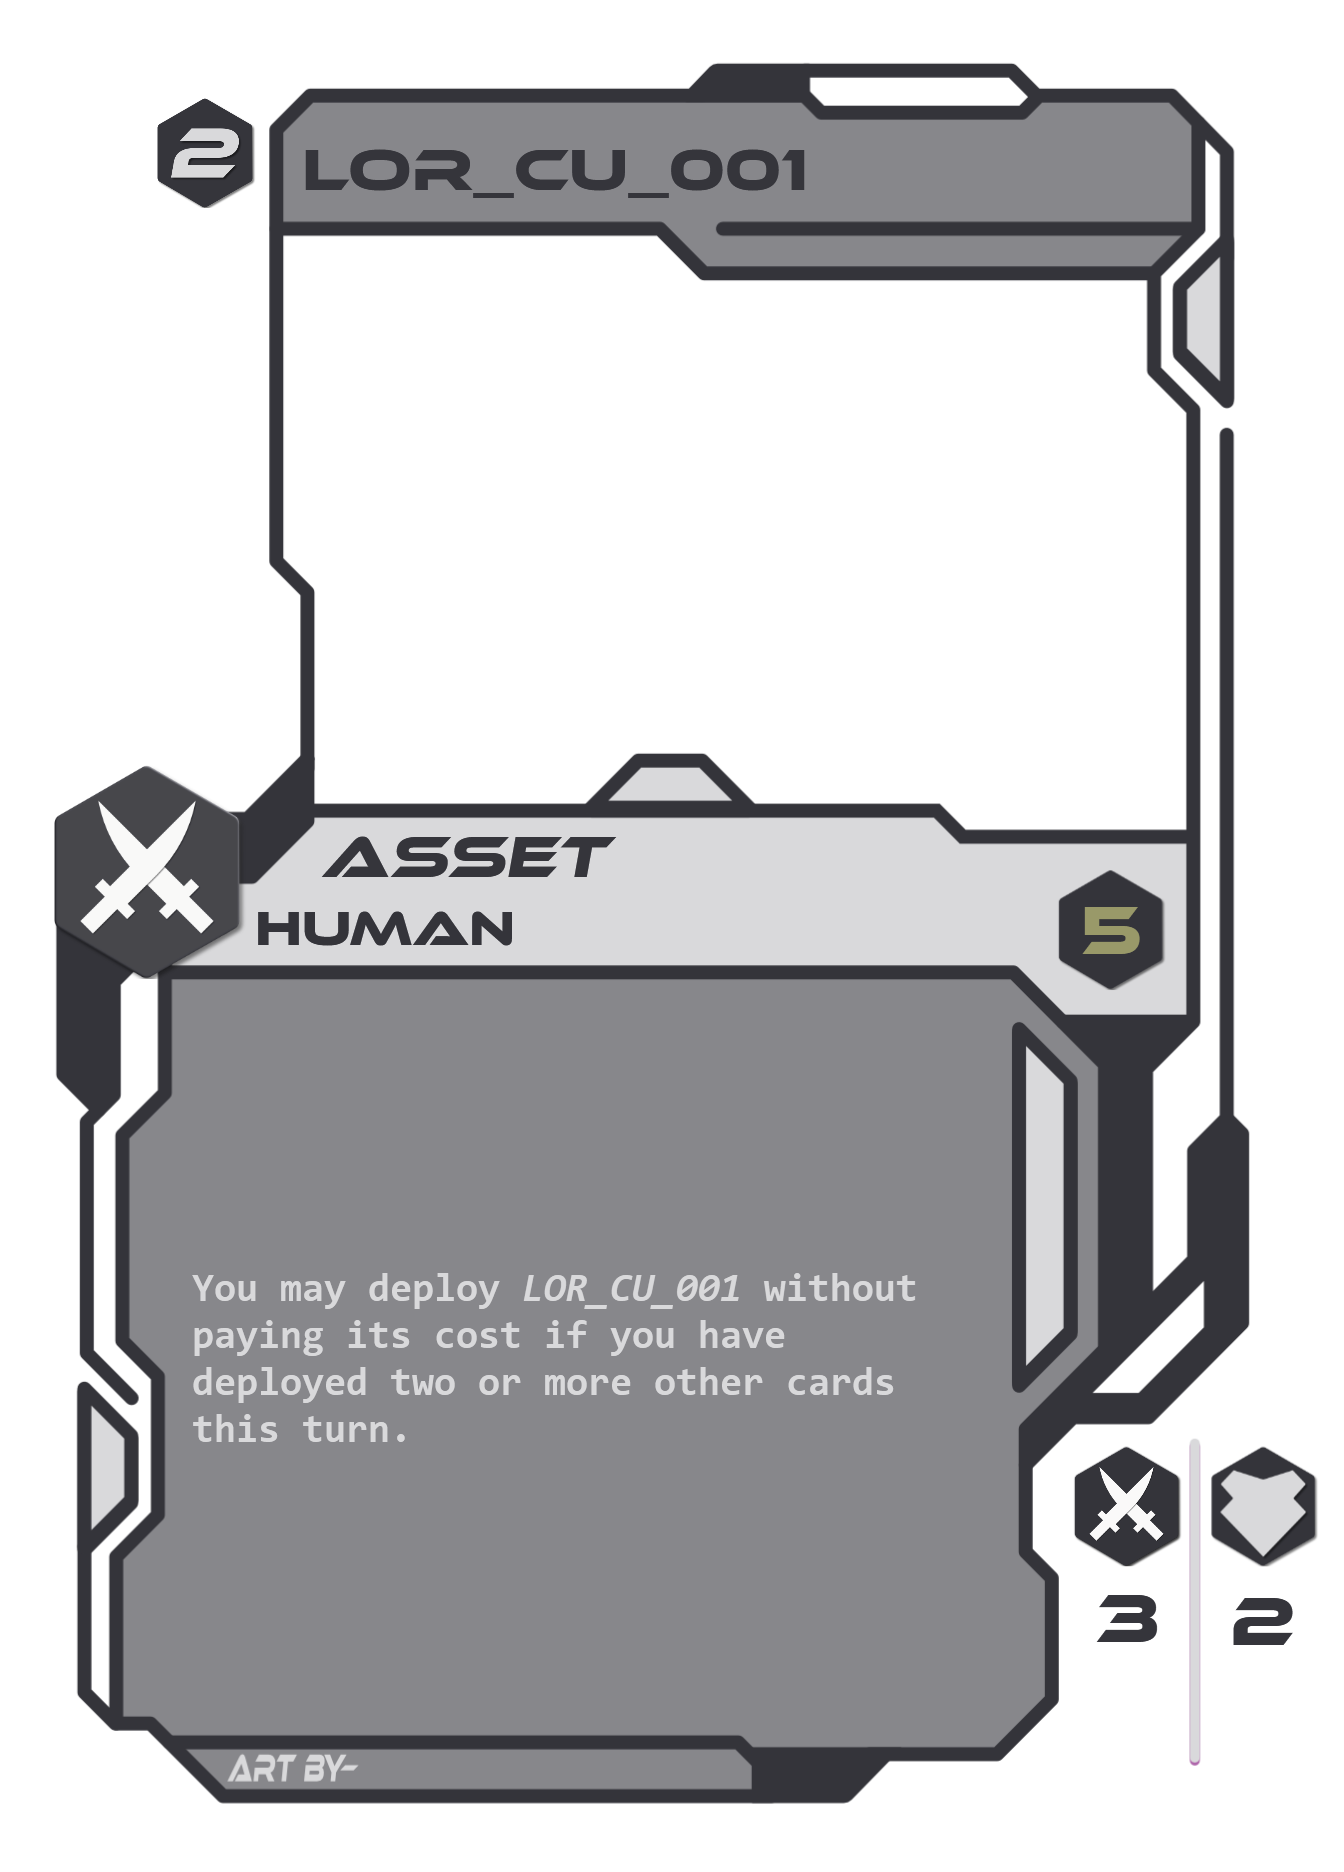 2
LOR_CU_001
ASSET
HUMAN
5
You may deploy LOR_CU_001 without
paying its cost if you have
deployed two or more other cards
this turn.
3
2
ART BY-